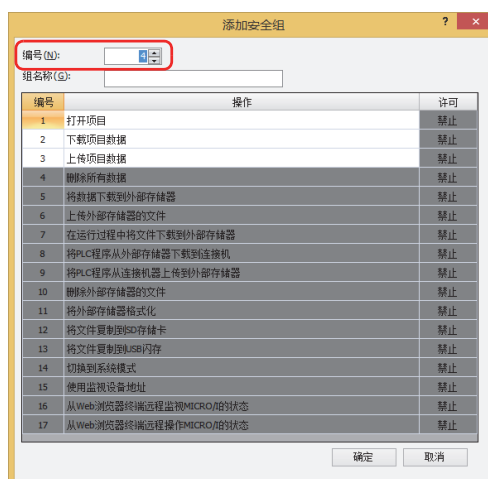 添加安全组 ? ×
编号(N): 4
组名称(G):
编号 操作 许可
1 打开项目 禁止
2 下载项目数据 禁止
3 上传项目数据 禁止
4 删除所有数据 禁止
5 将数据下载到外部存储器 禁止
6 上传外部存储器的文件 禁止
7 在运行过程中将文件下载到外部存储器 禁止
8 将PLC程序从外部存储器下载到连接机 禁止
9 将PLC程序从连接机器上传到外部存储器 禁止
10 删除外部存储器的文件 禁止
11 将外部存储器格式化 禁止
12 将文件复制到SD存储卡 禁止
13 将文件复制到USB闪存 禁止
14 切换到系统模式 禁止
15 使用监视设备地址 禁止
16 从Web浏览器终端远程监视MICRO/I的状态 禁止
17 从Web浏览器终端远程操作MICRO/I的状态 禁止
确定 取消